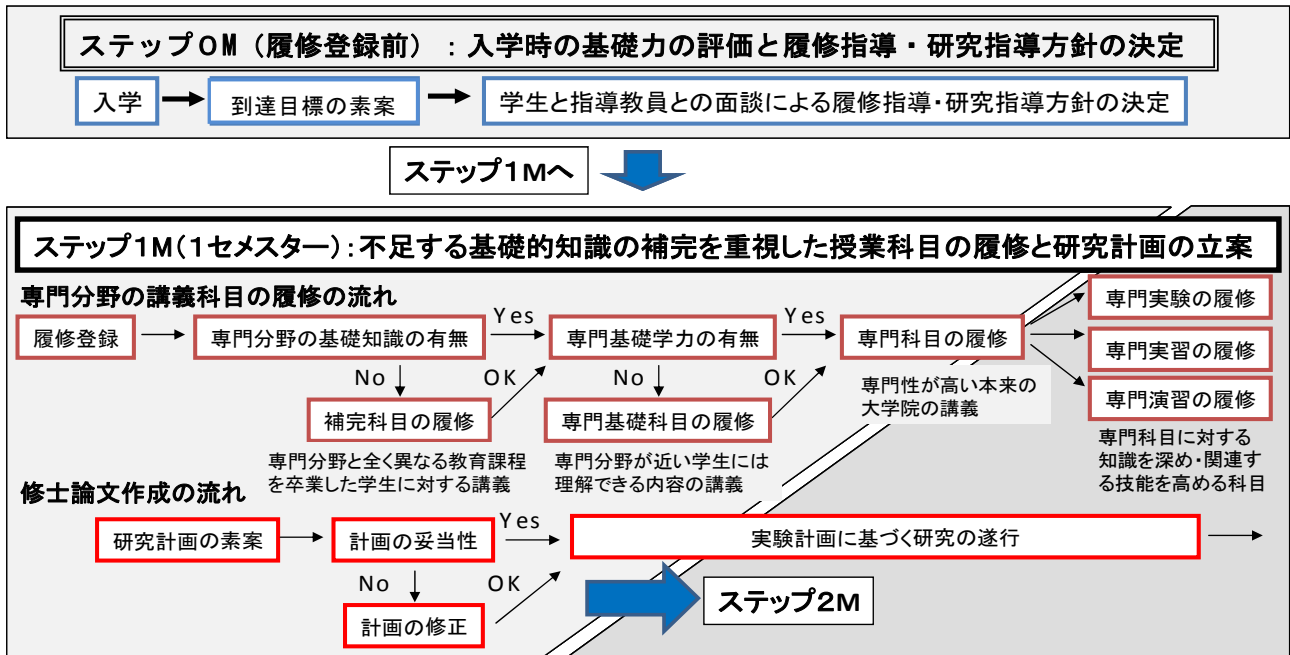 ステップ0M（履修登録前）：入学時の基礎力の評価と履修指導・研究指導方針の決定
入学
到達目標の素案
学生と指導教員との面談による履修指導・研究指導方針の決定
ステップ1Mへ
ステップ1M(1セメスター)：不足する基礎的知識の補完を重視した授業科目の履修と研究計画の立案
専門分野の講義科目の履修の流れ
履修登録
専門分野の基礎知識の有無
Yes
専門基礎学力の有無
Yes
専門科目の履修
専門実験の履修
専門実習の履修
専門演習の履修
No
OK
No
OK
補完科目の履修
専門基礎科目の履修
専門性が高い本来の
大学院の講義
専門分野と全く異なる教育課程
を卒業した学生に対する講義
専門分野が近い学生には
理解できる内容の講義
専門科目に対する
知識を深め・関連す
る技能を高める科目
修士論文作成の流れ
研究計画の素案
計画の妥当性
Yes
実験計画に基づく研究の遂行
No
OK
計画の修正
ステップ2M